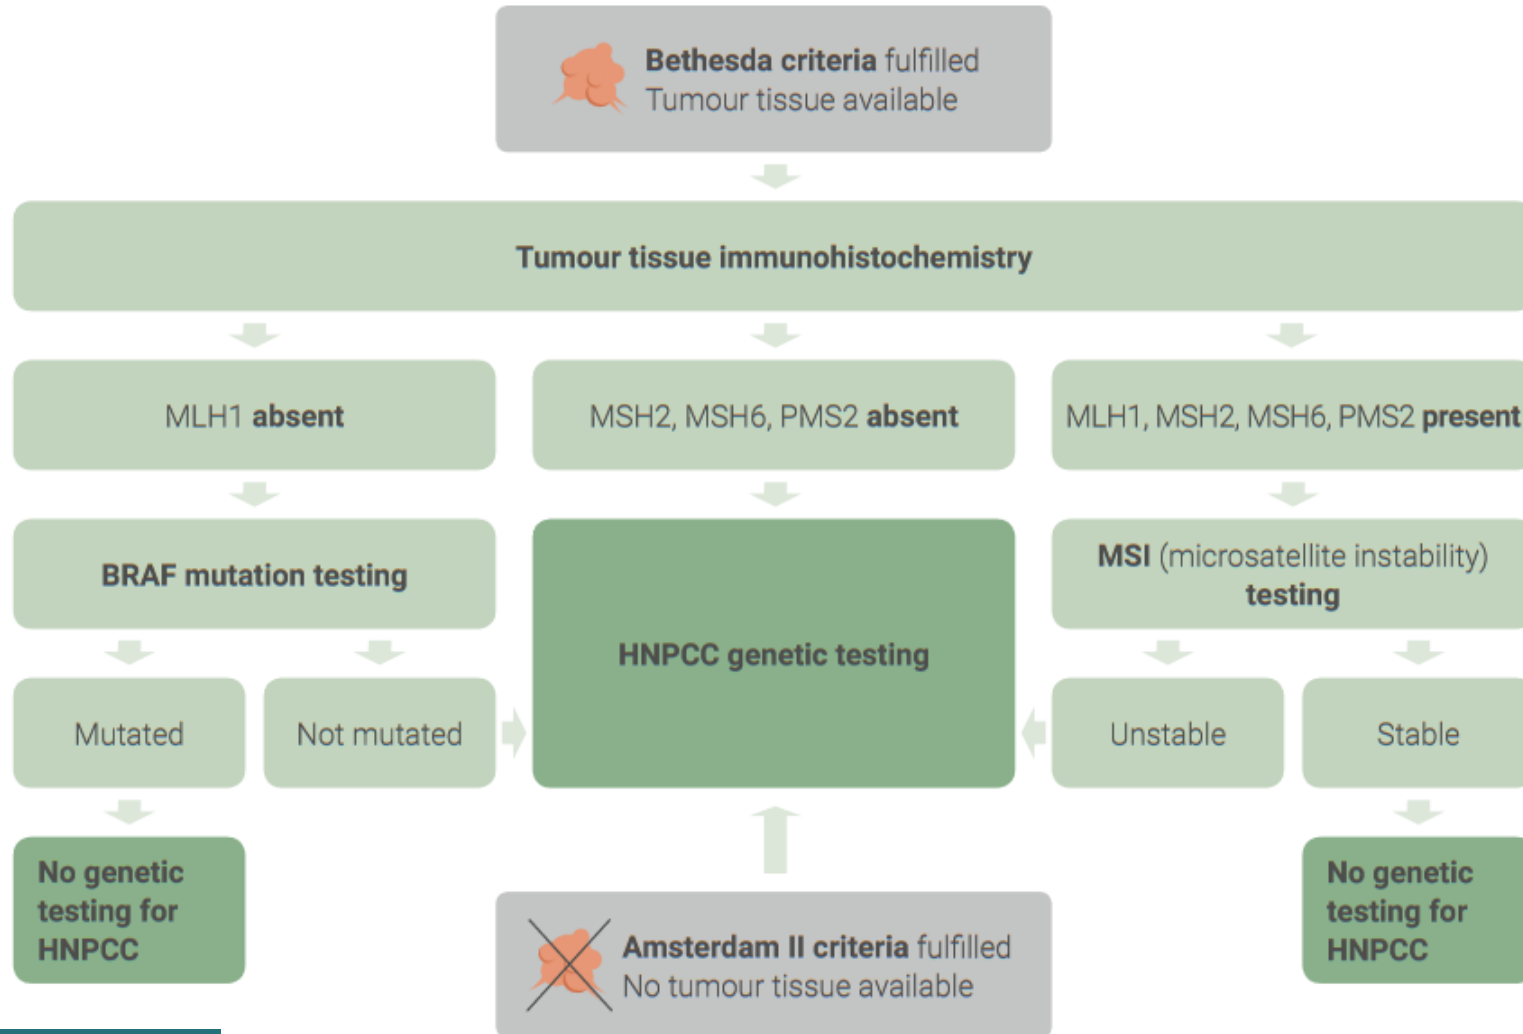 Bethesda criteria fulfilled
Tumour tissue available
Tumour tissue immunohistochemistry
MLH1 absent
MSH2, MSH6, PMS2 absent
MLH1, MSH2, MSH6, PMS2 present
BRAF mutation testing
HNPCC genetic testing
MSI (microsatellite instability)
testing
Mutated
Not mutated
Unstable
Stable
No genetic
testing for
HNPCC
Amsterdam II criteria fulfilled
No tumour tissue available
No genetic
testing for
HNPCC